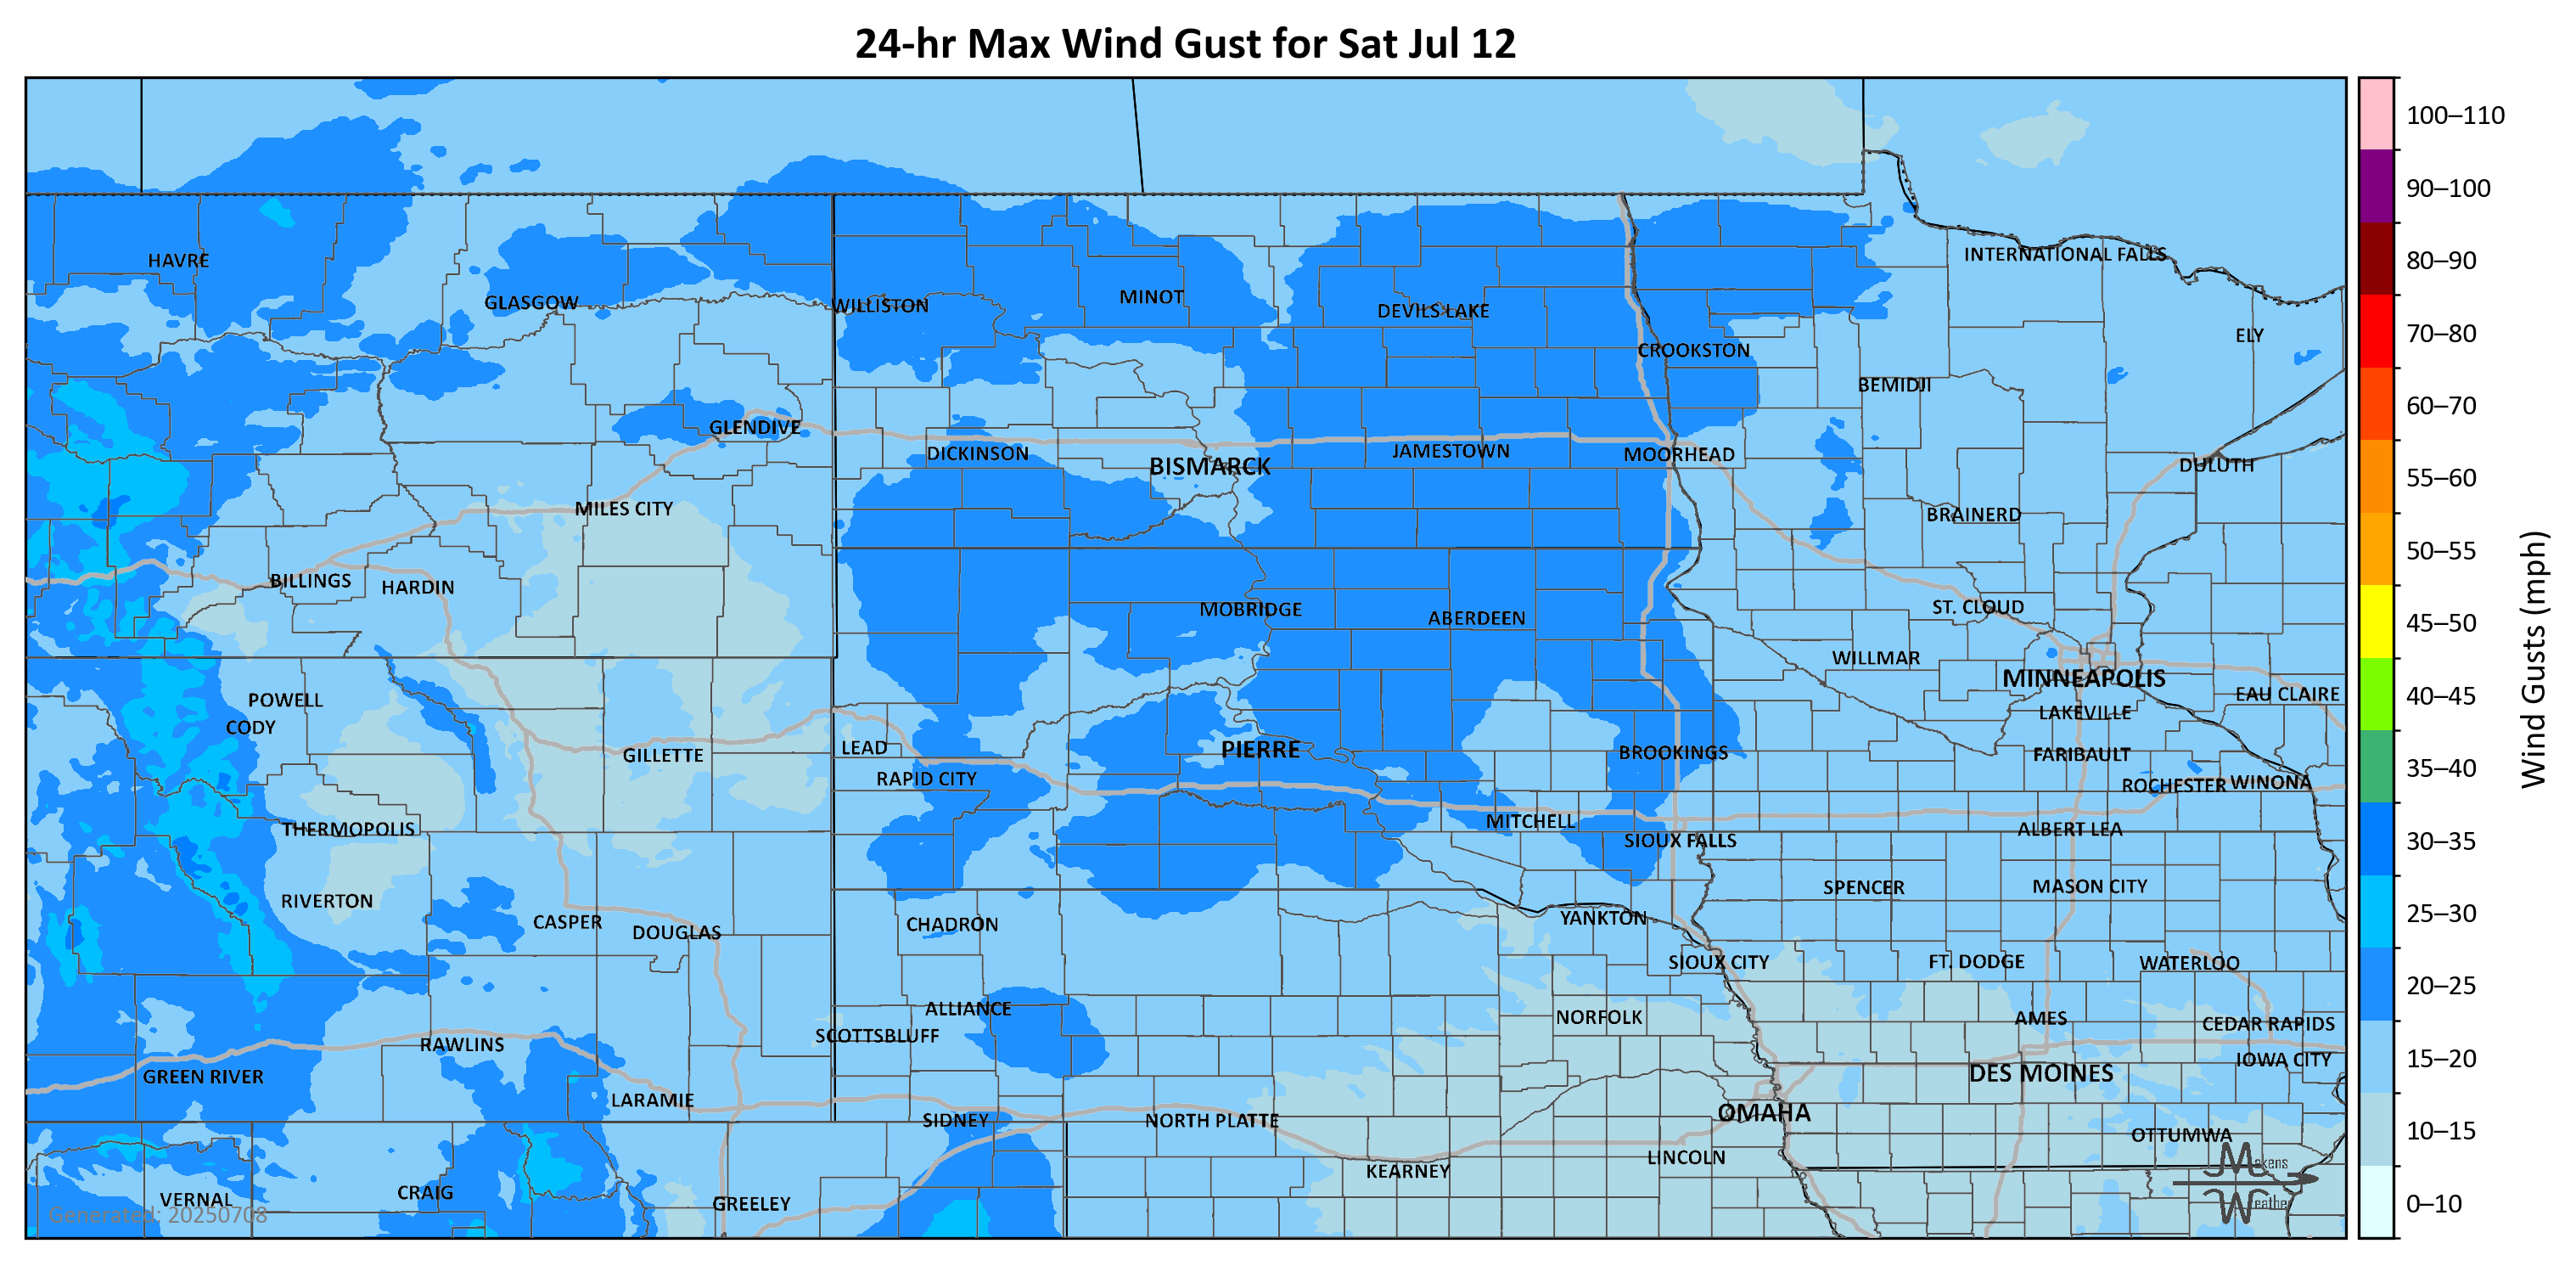 24-hr Max Wind Gust for Sat Jul 12
100–110
90–100
80–90
70–80
60–70
55–60
50–55
45–50
40–45
35–40
30–35
25–30
20–25
15–20
10–15
0–10
Wind Gusts (mph)
HAVRE
INTERNATIONAL FALLS
GLASGOW
WILLISTON
MINOT
DEVILS LAKE
ELY
CROOKSTON
BEMIDJI
GLENDIVE
DICKINSON
BISMARCK
JAMESTOWN
MOORHEAD
DULUTH
MILES CITY
BRAINERD
BILLINGS
HARDIN
MOBRIDGE
ABERDEEN
ST. CLOUD
WILLMAR
MINNEAPOLIS
POWELL
EAU CLAIRE
CODY
LAKEVILLE
GILLETTE
LEAD
PIERRE
BROOKINGS
FARIBAULT
RAPID CITY
ROCHESTER
WINONA
THERMOPOLIS
MITCHELL
SIOUX FALLS
ALBERT LEA
RIVERTON
SPENCER
MASON CITY
CASPER
DOUGLAS
CHADRON
YANKTON
SIOUX CITY
FT. DODGE
WATERLOO
ALLIANCE
NORFOLK
AMES
CEDAR RAPIDS
RAWLINS
SCOTTSBLUFF
IOWA CITY
GREEN RIVER
DES MOINES
LARAMIE
SIDNEY
NORTH PLATTE
OMAHA
OTTUMWA
LINCOLN
KEARNEY
VERNAL
CRAIG
GREELEY
Makens
Weather
Generated: 20250708